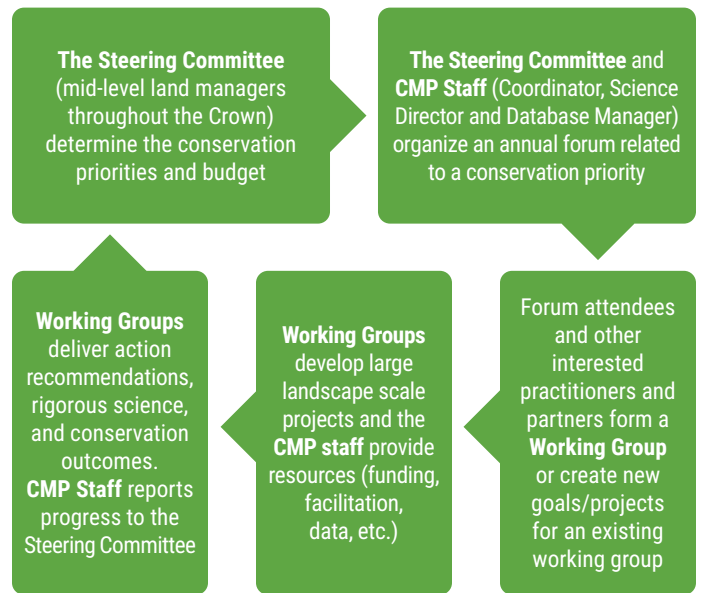 The Steering Committee
(mid-level land managers
throughout the Crown)
determine the conservation
priorities and budget
The Steering Committee and
CMP Staff (Coordinator, Science
Director and Database Manager)
organize an annual forum related
to a conservation priority
Forum attendees
and other
interested
practitioners and
partners form a
Working Group
or create new
goals/projects
for an existing
working group
Working Groups
develop large
landscape scale
projects and the
CMP staff provide
resources (funding,
facilitation,
data, etc.)
Working Groups
deliver action
recommendations,
rigorous science,
and conservation
outcomes.
CMP Staff reports
progress to the
Steering Committee